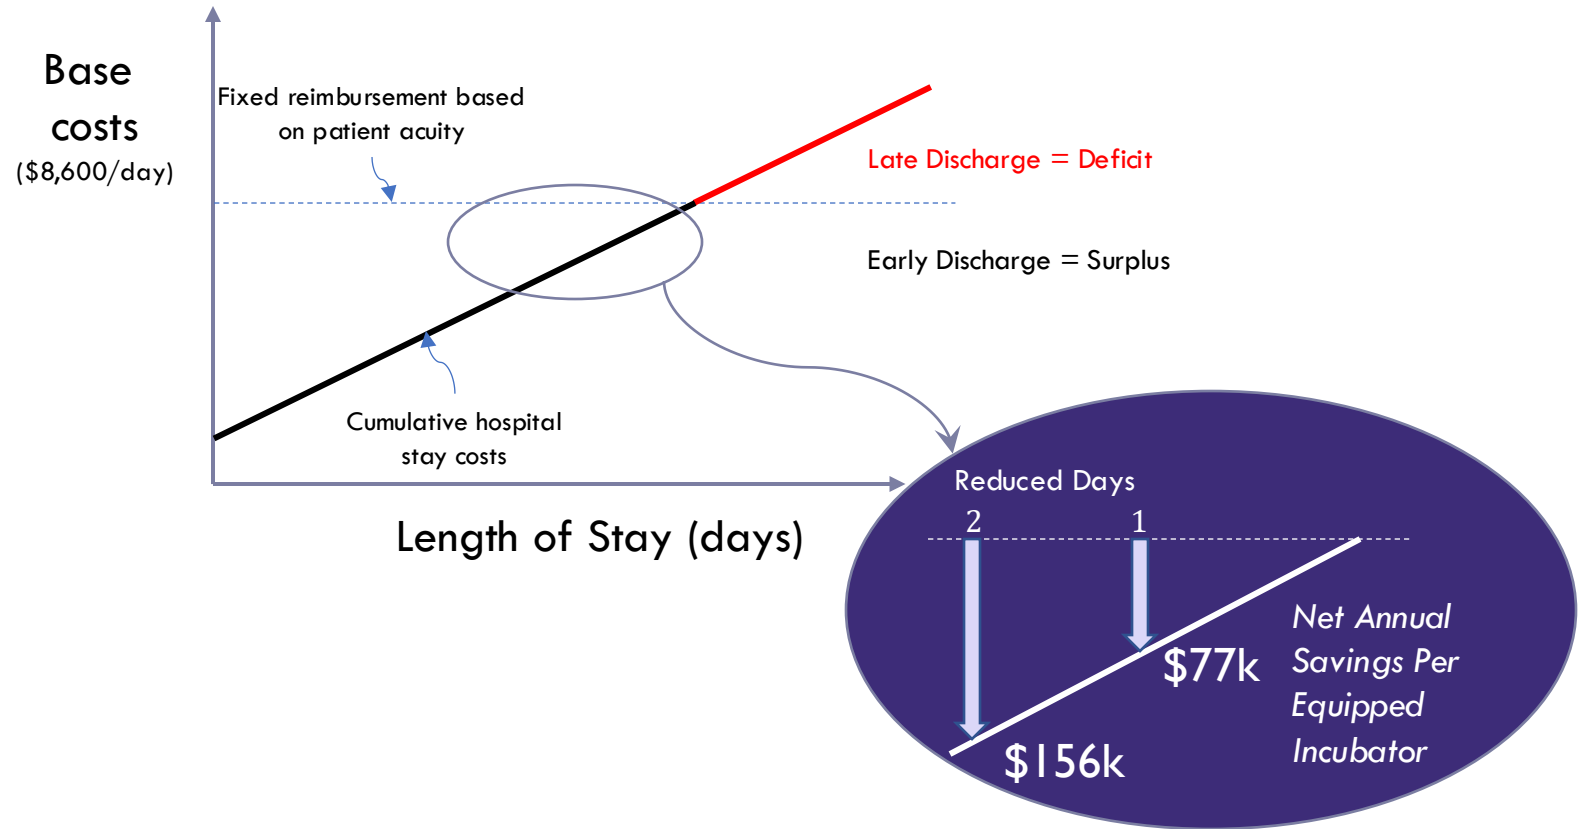 Base
costs
($8,600/day)
Fixed reimbursement based
on patient acuity
Late Discharge = Deficit
Early Discharge = Surplus
Cumulative hospital
stay costs
Length of Stay (days)
Reduced Days
2 1
$77k
$156k
Net Annual
Savings Per
Equipped
Incubator